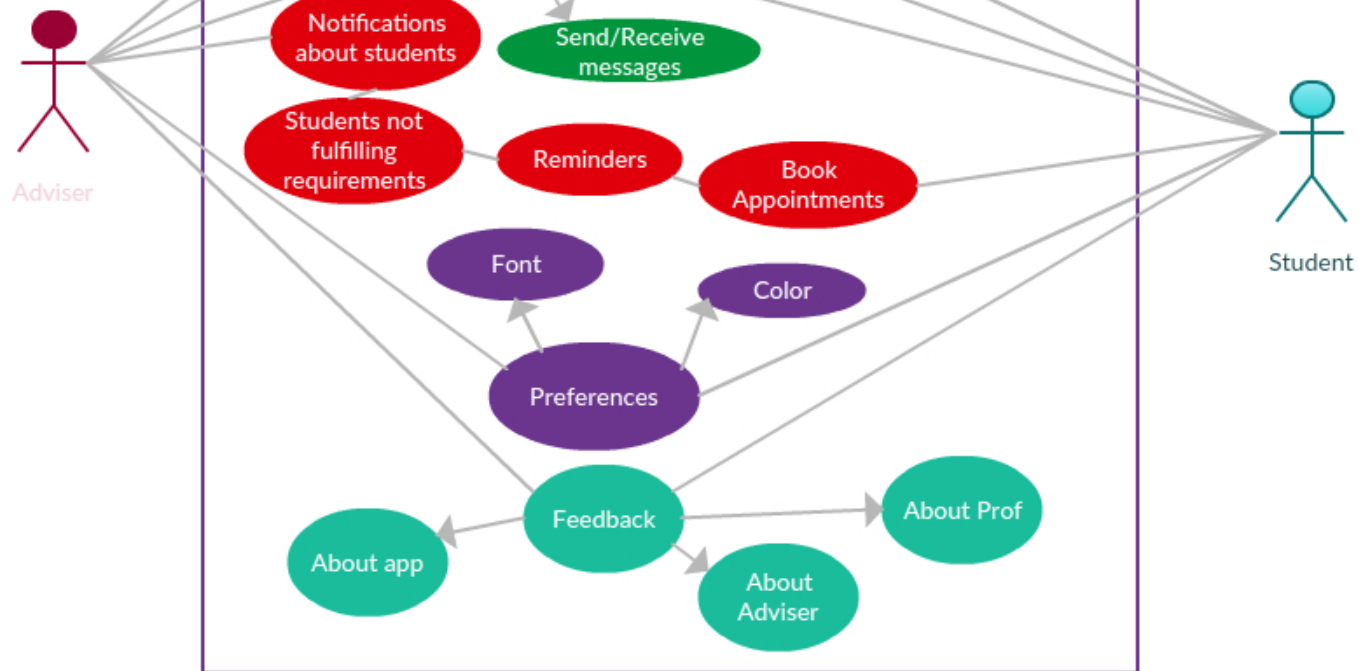 Notifications
about students
Send/Receive
messages
Students not
fulfilling
requirements
Reminders
Book
Appointments
Adviser
Student
Font
Color
Preferences
Feedback
About Prof
About app
About
Adviser